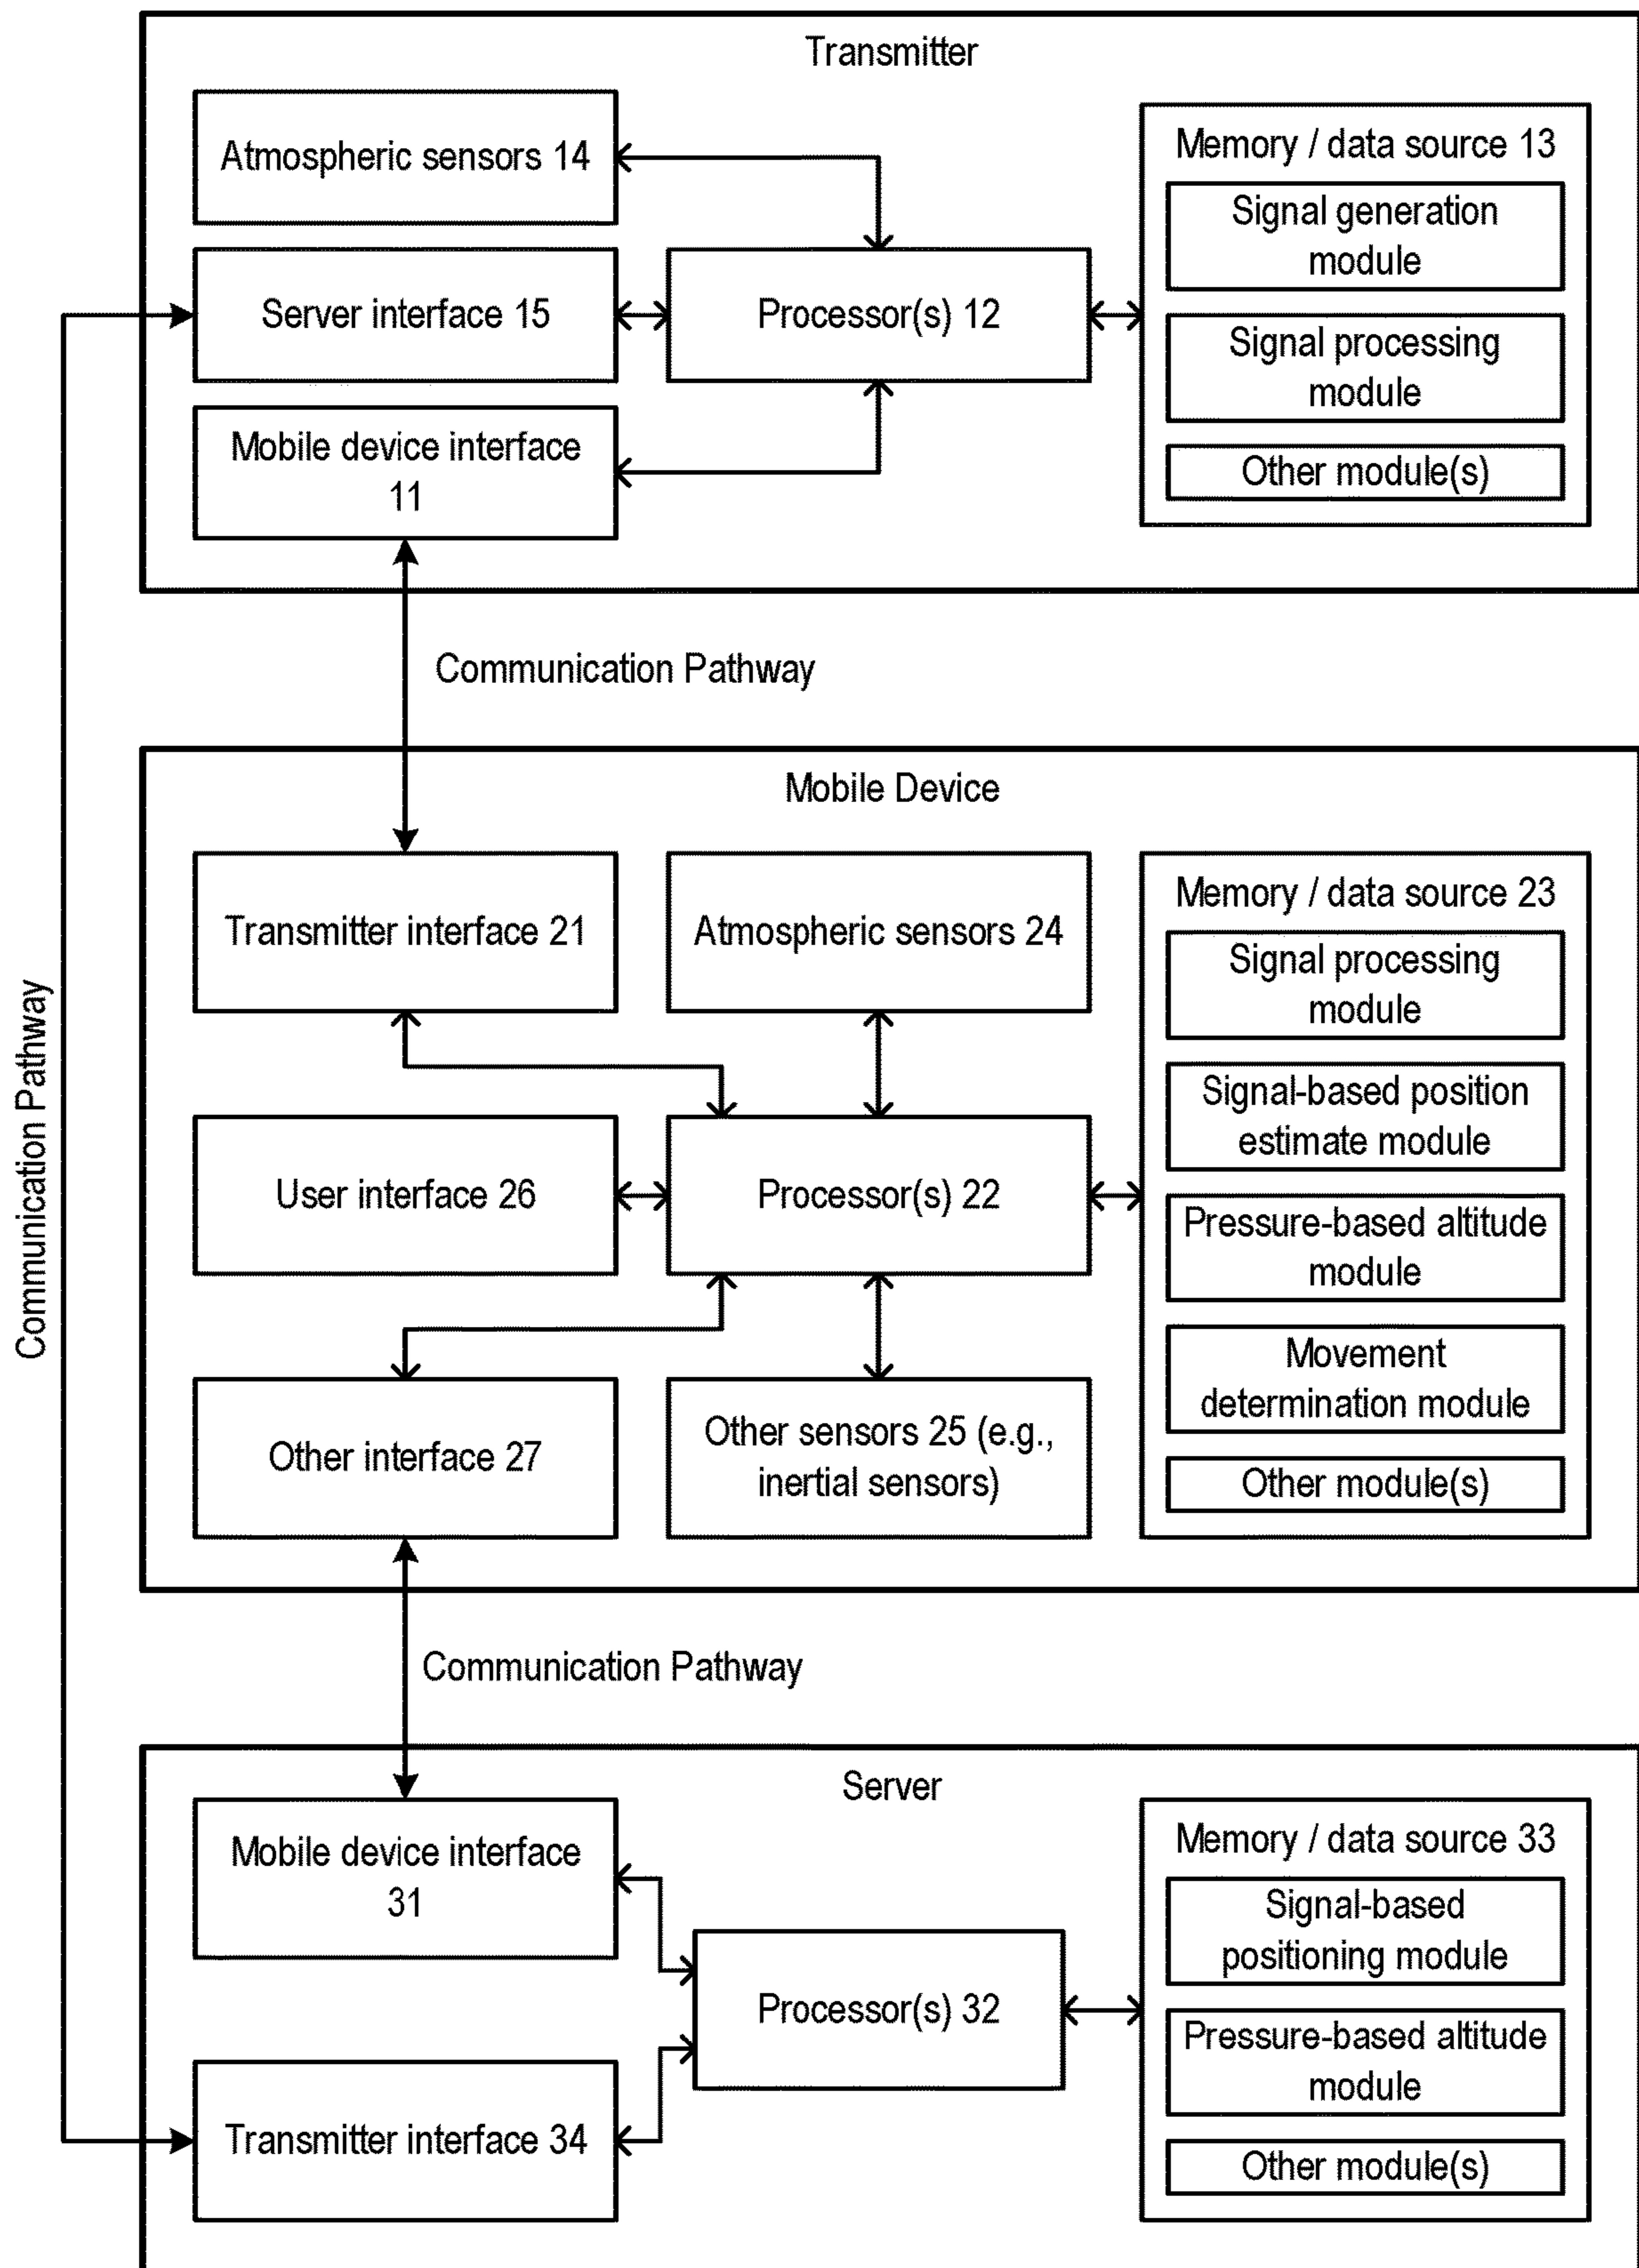 Transmitter
Atmospheric sensors 14
Server interface 15
Mobile device interface
11
Processor(s) 12
Memory / data source 13
Signal generation
module
Signal processing
module
Other module(s)
Communication Pathway
Communication Pathway
Mobile Device
Transmitter interface 21
Atmospheric sensors 24
User interface 26
Processor(s) 22
Other interface 27
Other sensors 25 (e.g.,
inertial sensors)
Memory / data source 23
Signal processing
module
Signal-based position
estimate module
Pressure-based altitude
module
Movement
determination module
Other module(s)
Communication Pathway
Server
Mobile device interface
31
Transmitter interface 34
Processor(s) 32
Memory / data source 33
Signal-based
positioning module
Pressure-based altitude
module
Other module(s)